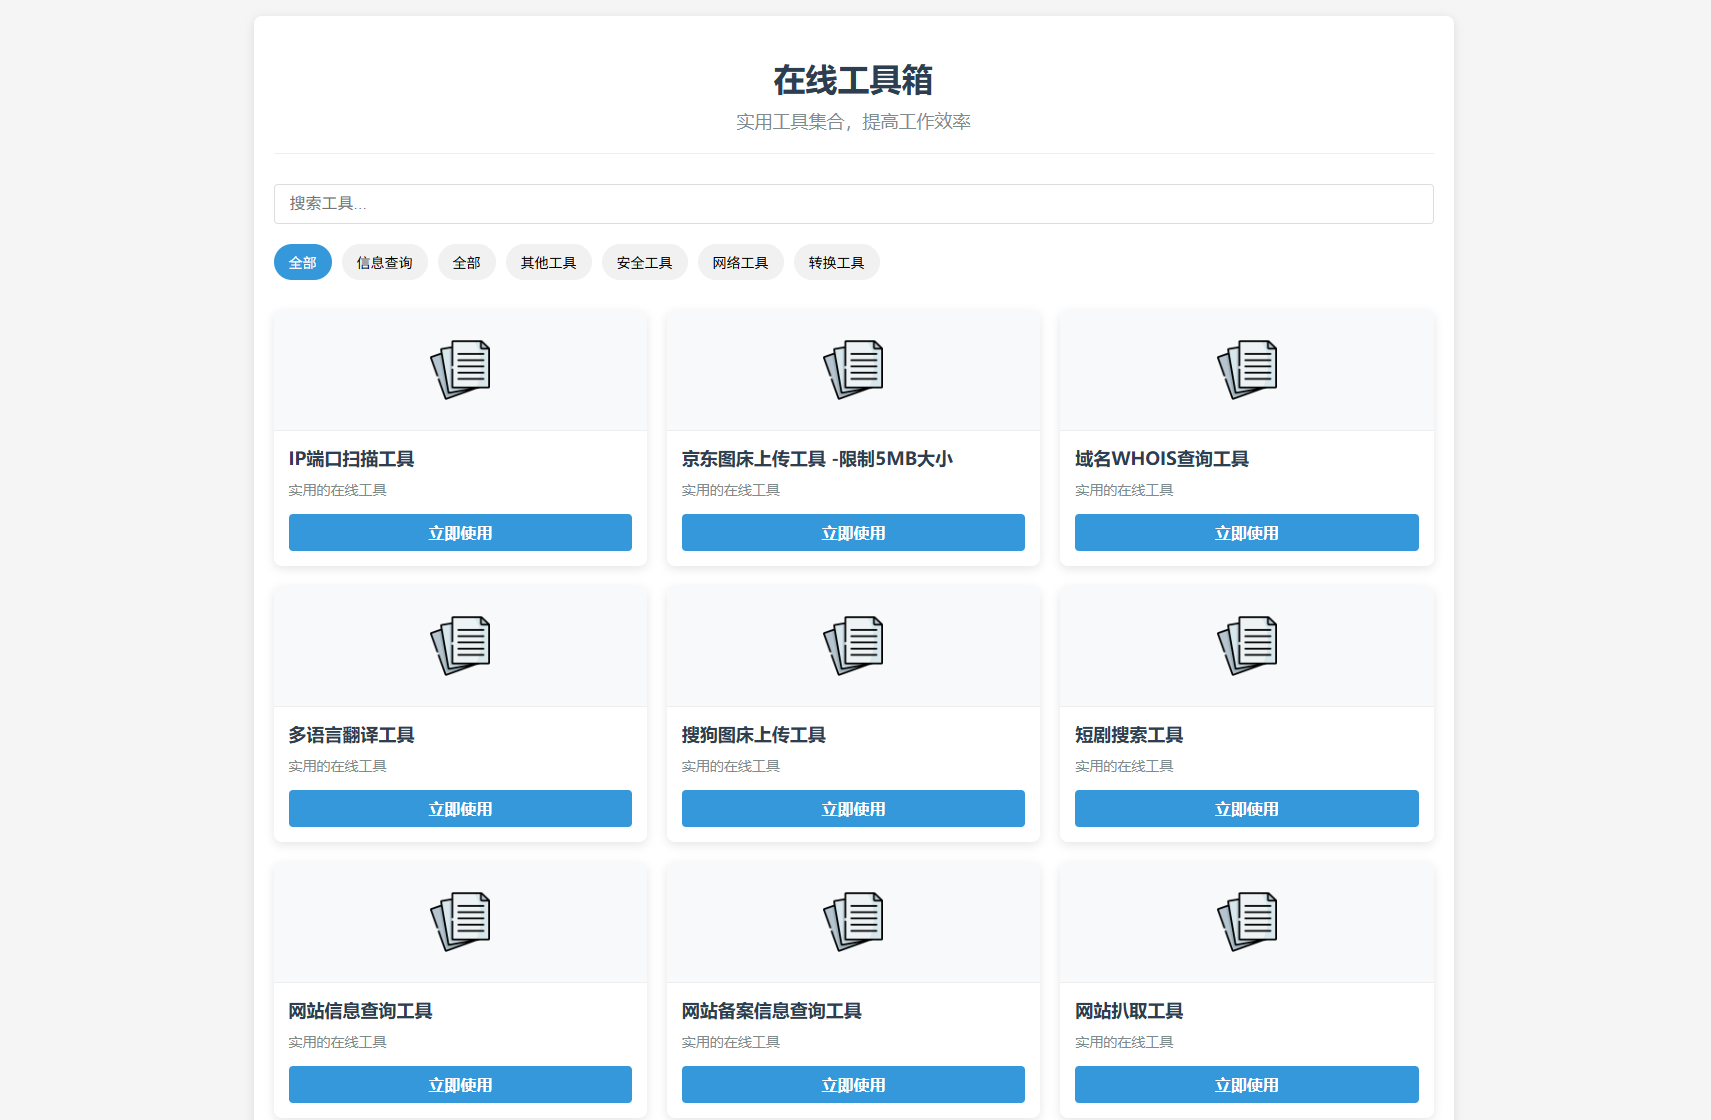 在线工具箱
实用工具集合，提高工作效率
搜索工具...
全部 信息查询 全部 其他工具 安全工具 网络工具 转换工具
IP端口扫描工具
实用的在线工具
立即使用
京东图床上传工具 -限制5MB大小
实用的在线工具
立即使用
域名WHOIS查询工具
实用的在线工具
立即使用
多语言翻译工具
实用的在线工具
立即使用
搜狗图床上传工具
实用的在线工具
立即使用
短剧搜索工具
实用的在线工具
立即使用
网站信息查询工具
实用的在线工具
立即使用
网站备案信息查询工具
实用的在线工具
立即使用
网站扒取工具
实用的在线工具
立即使用